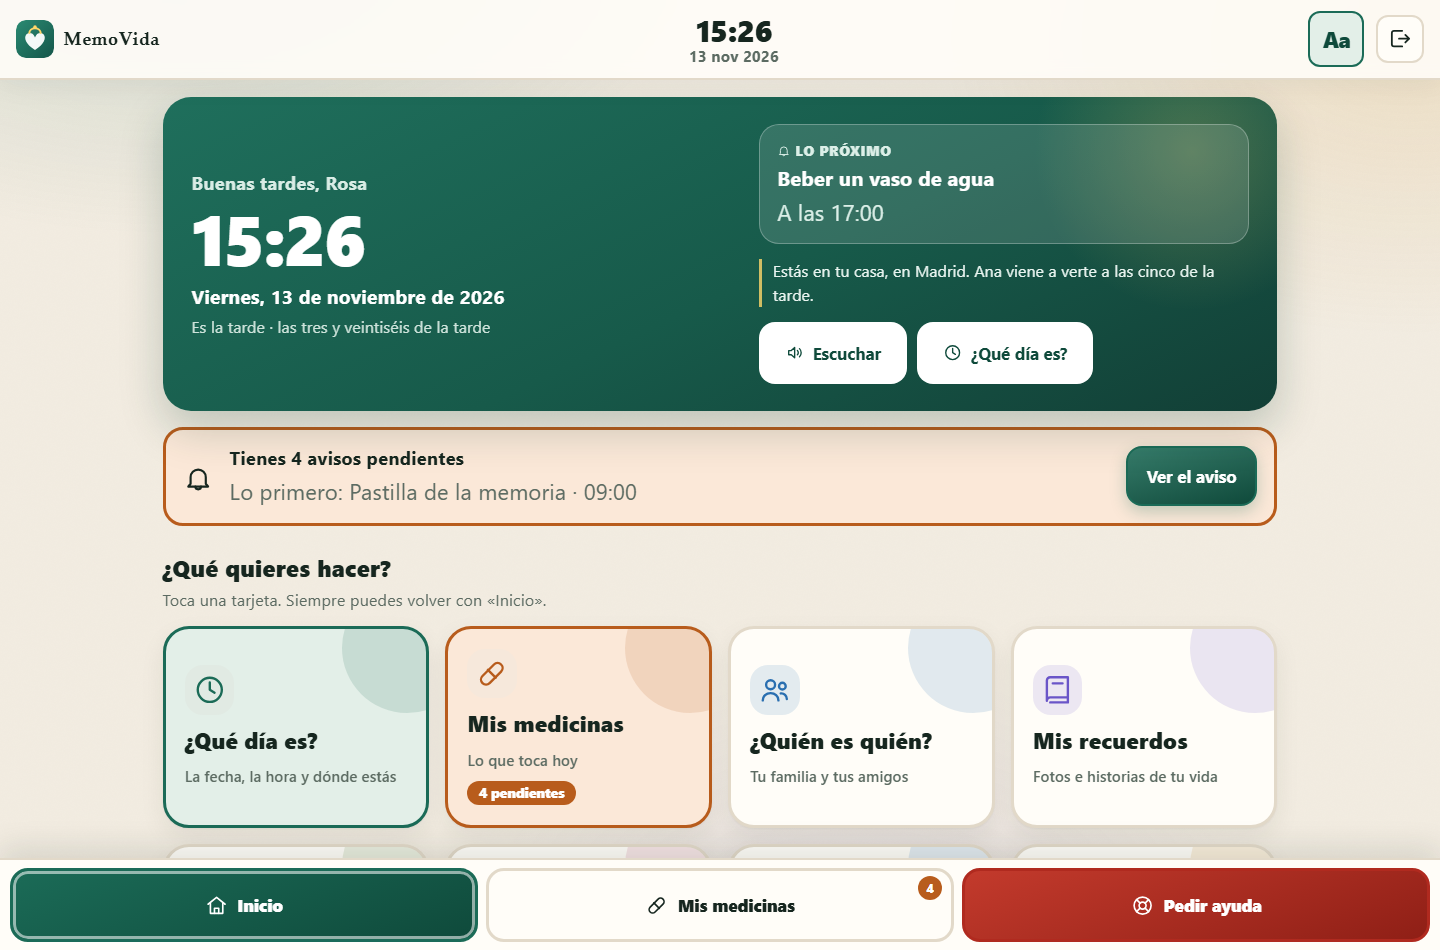 MemoVida
15:26
13 nov 2026
Aa
Buenas tardes, Rosa
15:26
Viernes, 13 de noviembre de 2026
Es la tarde · las tres y veintiséis de la tarde
LO PRÓXIMO
Beber un vaso de agua
A las 17:00
Estás en tu casa, en Madrid. Ana viene a verte a las cinco de la
tarde.
Escuchar
¿Qué día es?
Tienes 4 avisos pendientes
Lo primero: Pastilla de la memoria · 09:00
Ver el aviso
¿Qué quieres hacer?
Toca una tarjeta. Siempre puedes volver con «Inicio».
¿Qué día es?
La fecha, la hora y dónde estás
Mis medicinas
Lo que toca hoy
4 pendientes
¿Quién es quién?
Tu familia y tus amigos
Mis recuerdos
Fotos e historias de tu vida
Inicio
Mis medicinas
4
Pedir ayuda